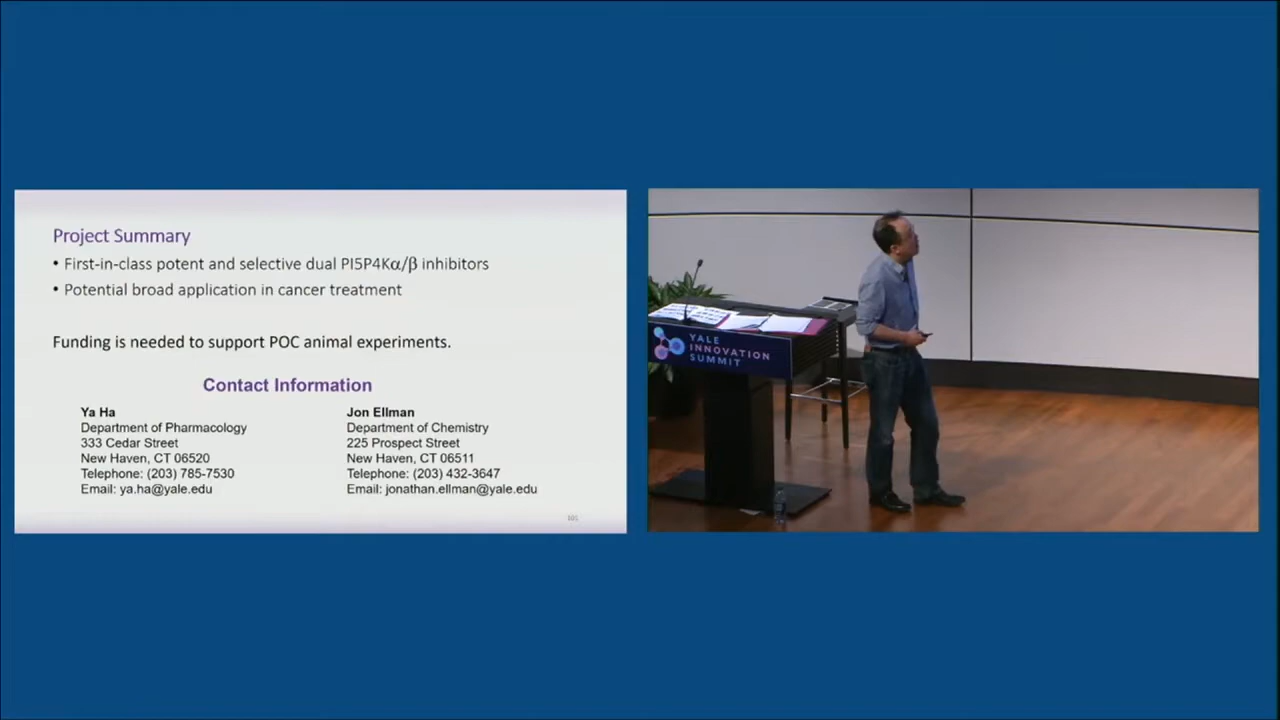 Project Summary
• First-in-class potent and selective dual PI5P4Kα/β inhibitors
• Potential broad application in cancer treatment
Funding is needed to support POC animal experiments.
Contact Information
Ya Ha
Department of Pharmacology
333 Cedar Street
New Haven, CT 06520
Telephone: (203) 785-7530
Email: ya.ha@yale.edu
Jon Ellman
Department of Chemistry
225 Prospect Street
New Haven, CT 06511
Telephone: (203) 432-3647
Email: jonathan.ellman@yale.edu
YALE
INNOVATION
SUMMIT